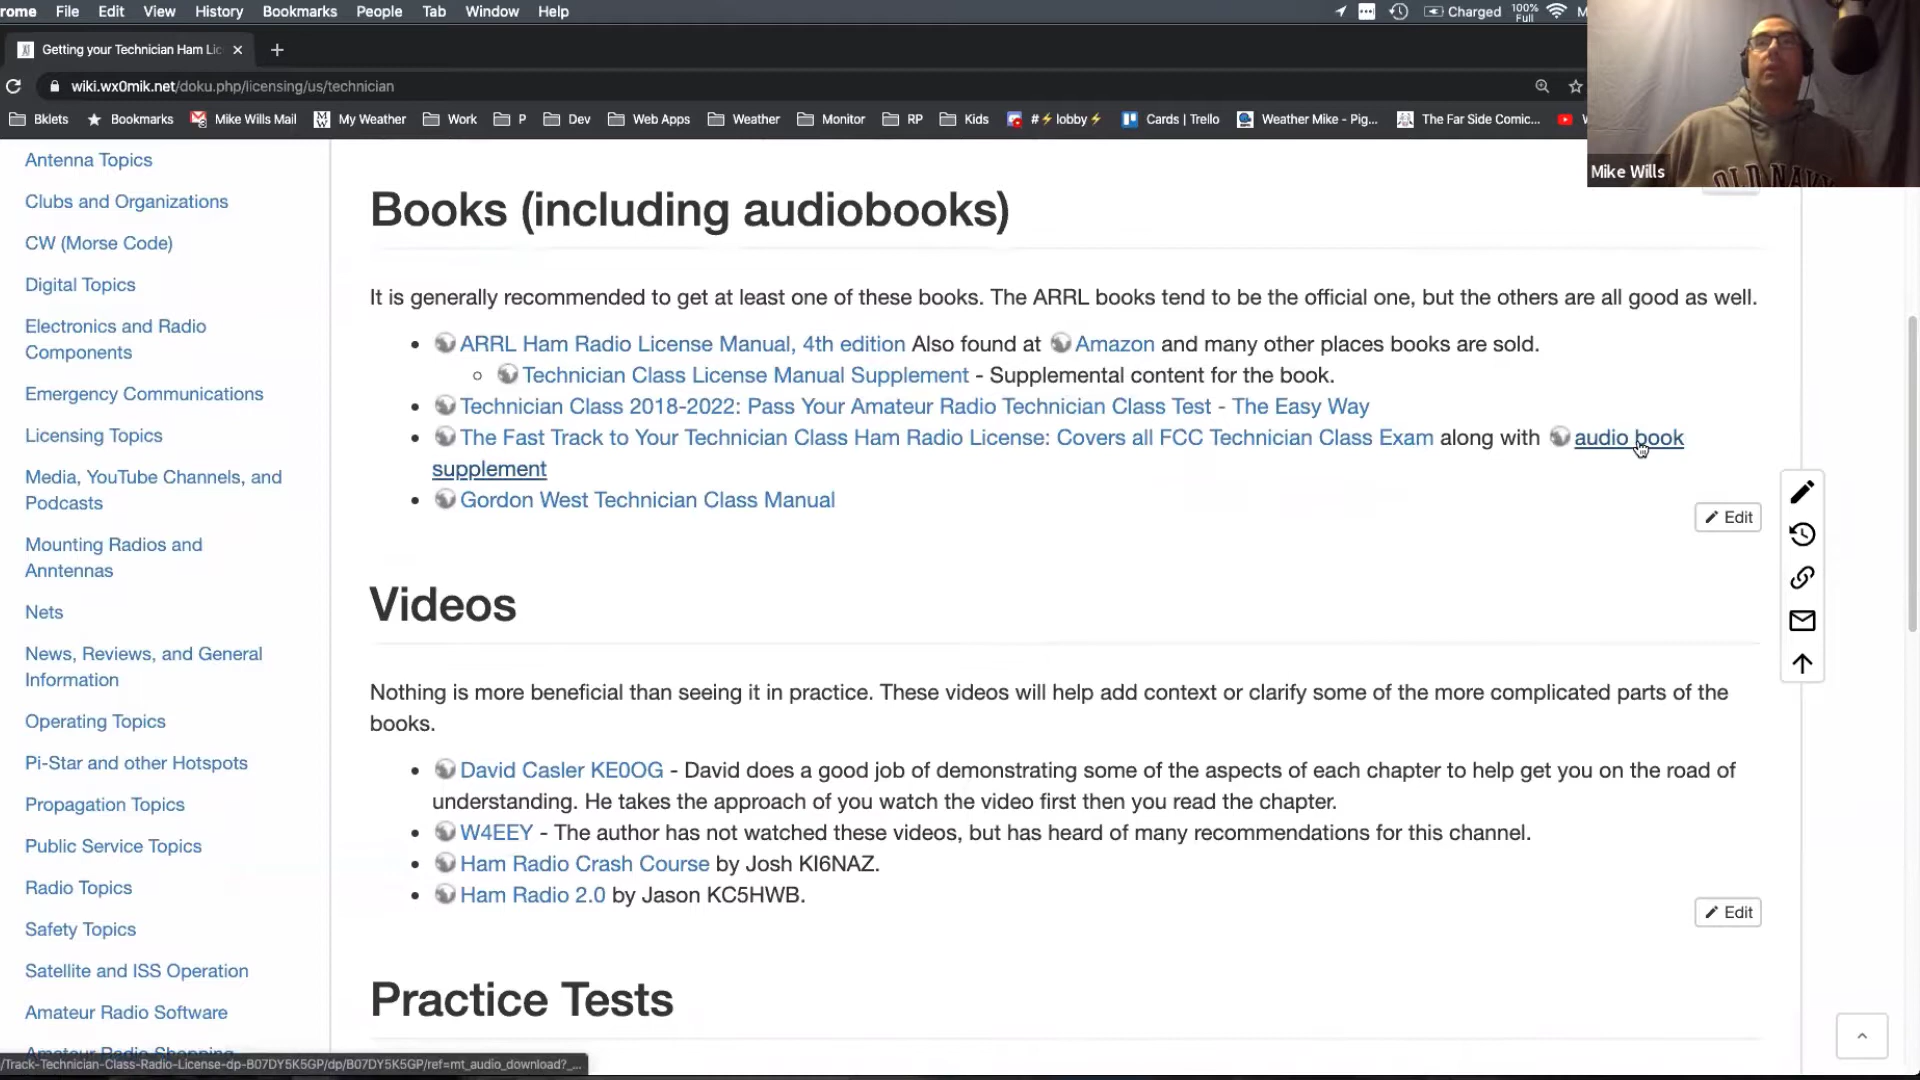 rome File Edit View History Bookmarks People Tab Window Help Charged 100% Full M
Getting your Technician Ham Lic
wiki.wx0mik.net/doku.php/licensing/us/technician
Bklets Bookmarks Mike Wills Mail My Weather Work P Dev Web Apps Weather Monitor RP Kids #⚡lobby⚡ Cards | Trello Weather Mike - Pig... The Far Side Comic...
OLD NAVY
Mike Wills
Antenna Topics
Clubs and Organizations
CW (Morse Code)
Digital Topics
Electronics and Radio
Components
Emergency Communications
Licensing Topics
Media, YouTube Channels, and
Podcasts
Mounting Radios and
Anntennas
Nets
News, Reviews, and General
Information
Operating Topics
Pi-Star and other Hotspots
Propagation Topics
Public Service Topics
Radio Topics
Safety Topics
Satellite and ISS Operation
Amateur Radio Software
Amateur Radio Shopping
Books (including audiobooks)
It is generally recommended to get at least one of these books. The ARRL books tend to be the official one, but the others are all good as well.
ARRL Ham Radio License Manual, 4th edition Also found at Amazon and many other places books are sold.
Technician Class License Manual Supplement - Supplemental content for the book.
Technician Class 2018-2022: Pass Your Amateur Radio Technician Class Test - The Easy Way
The Fast Track to Your Technician Class Ham Radio License: Covers all FCC Technician Class Exam along with audio book
supplement
Gordon West Technician Class Manual
Edit
Videos
Nothing is more beneficial than seeing it in practice. These videos will help add context or clarify some of the more complicated parts of the
books.
David Casler KE0OG - David does a good job of demonstrating some of the aspects of each chapter to help get you on the road of
understanding. He takes the approach of you watch the video first then you read the chapter.
W4EEY - The author has not watched these videos, but has heard of many recommendations for this channel.
Ham Radio Crash Course by Josh KI6NAZ.
Ham Radio 2.0 by Jason KC5HWB.
Edit
Practice Tests
/Track-Technician-Class-Radio-License-dp-B07DY5K5GP/dp/B07DY5K5GP/ref=mt_audio_download?_...